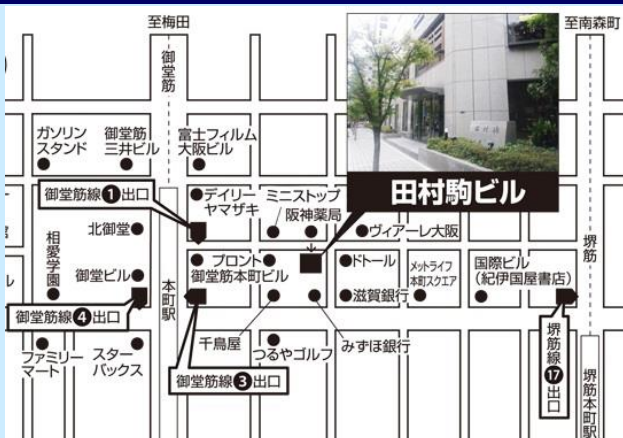 至梅田
至南森町
御堂筋
ガソリン
スタンド
御堂筋
三井ビル
富士フィルム
大阪ビル
田村駒ビル
御堂筋線❶出口
デイリー
ヤマザキ
ミニストップ
阪神薬局
ヴィアーレ大阪
北御堂
相愛学園
御堂ビル
本町駅
プロント
御堂筋本町ビル
ドトール
滋賀銀行
メットライフ
本町スクエア
国際ビル
(紀伊国屋書店)
堺筋
御堂筋線❹出口
千鳥屋
つるやゴルフ
みずほ銀行
ファミリー
マート
スター
バックス
御堂筋線❸出口
堺筋線⓱出口
堺筋本町駅